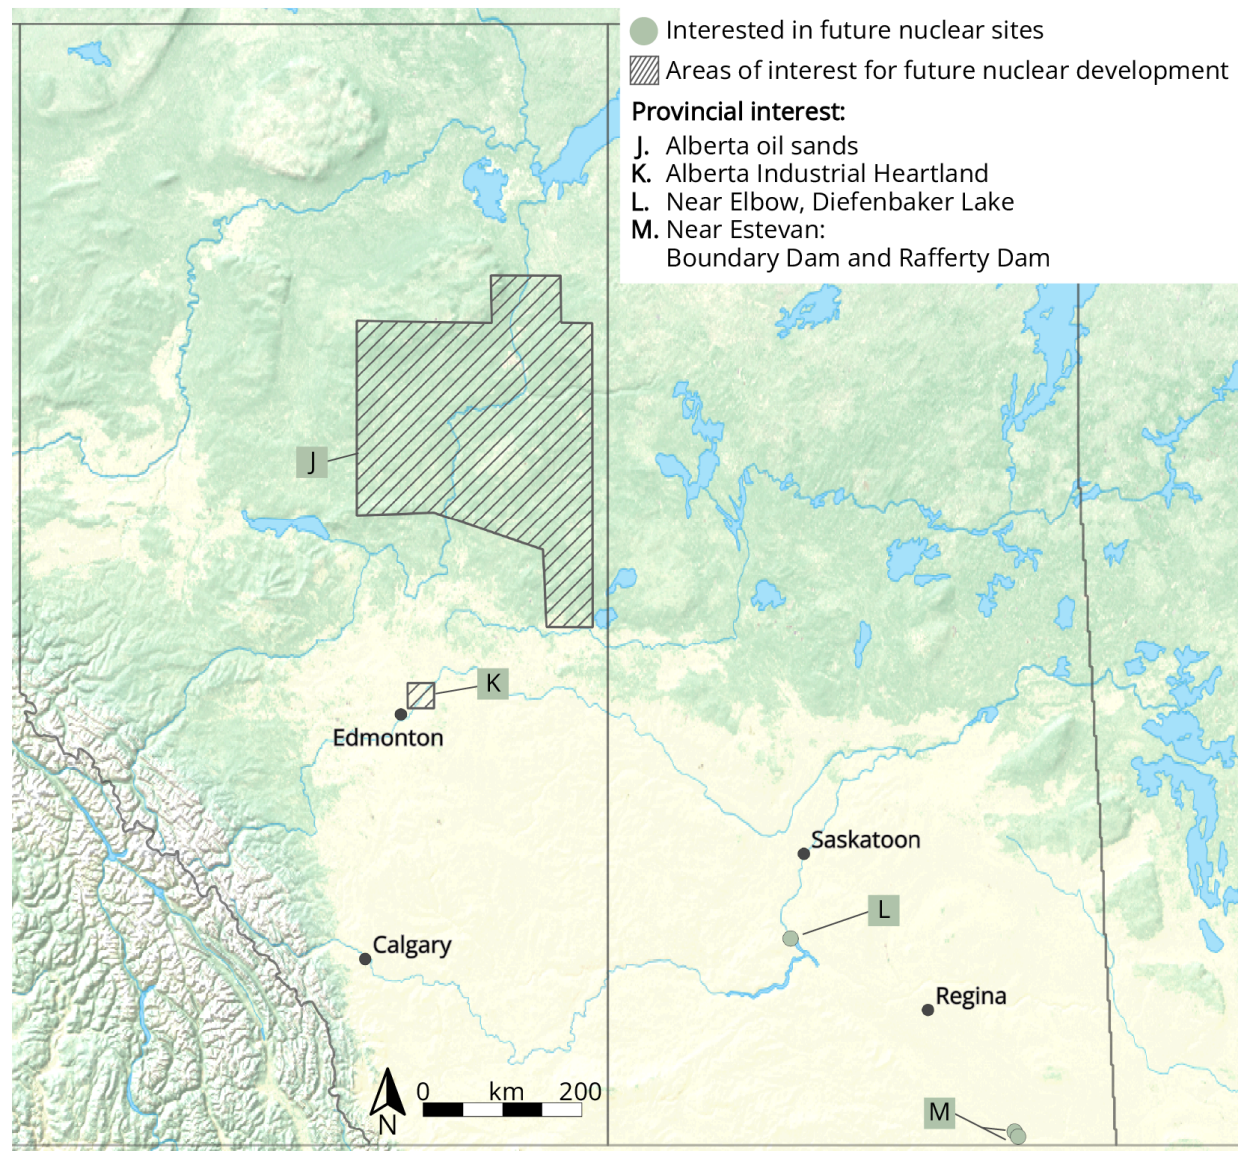 Interested in future nuclear sites
Areas of interest for future nuclear development
Provincial interest:
J. Alberta oil sands
K. Alberta Industrial Heartland
L. Near Elbow, Diefenbaker Lake
M. Near Estevan:
Boundary Dam and Rafferty Dam
J
K
Edmonton
Saskatoon
L
Calgary
Regina
0 km 200
N
M